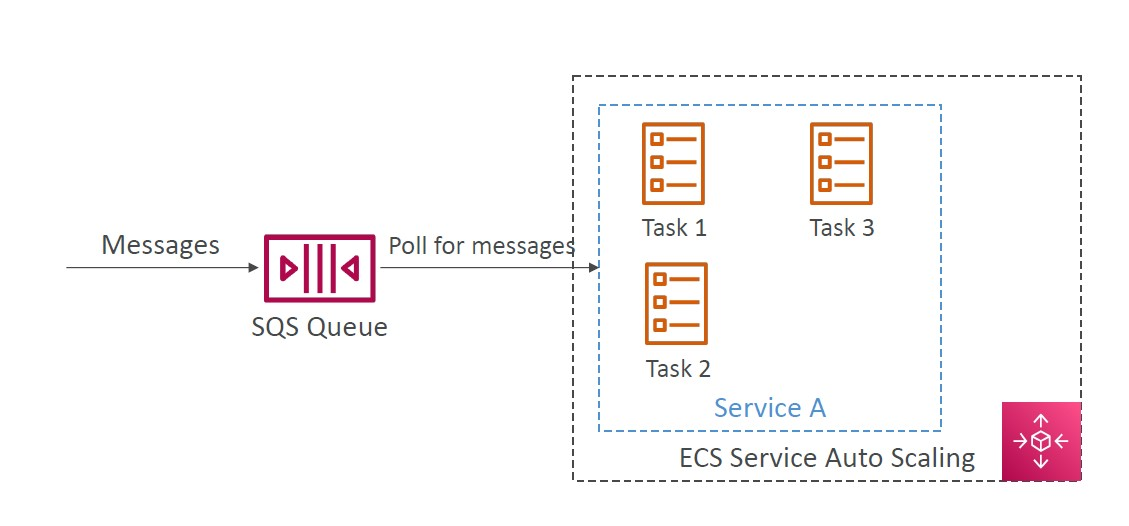 Messages
SQS Queue
Poll for messages
Task 1
Task 3
Task 2
Service A
ECS Service Auto Scaling